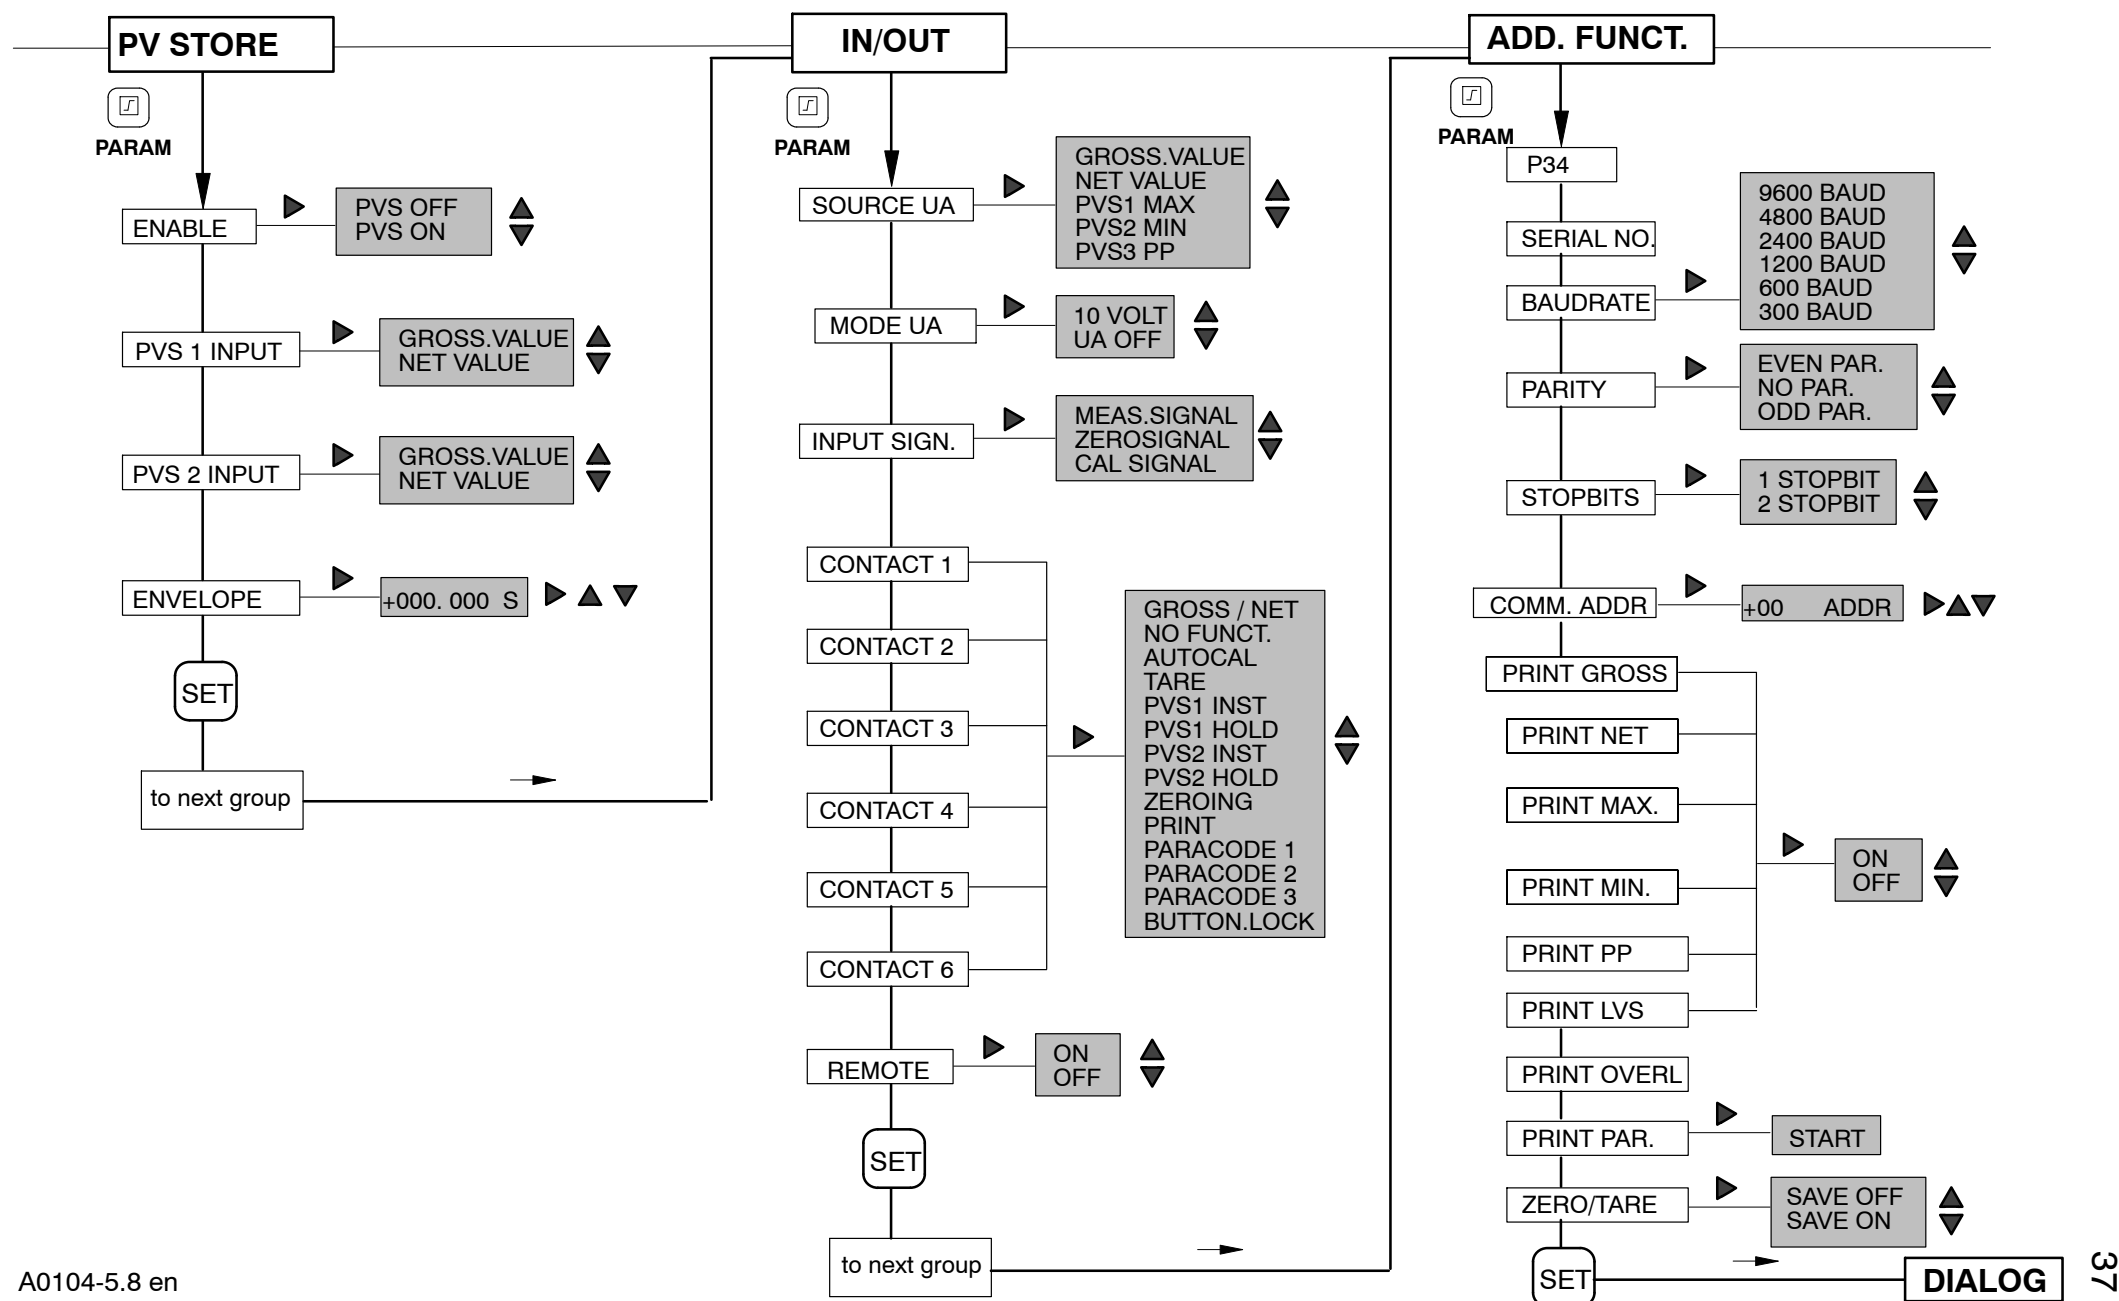 PV STORE
PARAM
ENABLE
PVS OFF
PVS ON
PVS 1 INPUT
GROSS.VALUE
NET VALUE
PVS 2 INPUT
GROSS.VALUE
NET VALUE
ENVELOPE
+000. 000 S
SET
to next group
IN/OUT
PARAM
SOURCE UA
GROSS.VALUE
NET VALUE
PVS1 MAX
PVS2 MIN
PVS3 PP
MODE UA
10 VOLT
UA OFF
INPUT SIGN.
MEAS.SIGNAL
ZEROSIGNAL
CAL SIGNAL
CONTACT 1
CONTACT 2
CONTACT 3
CONTACT 4
CONTACT 5
CONTACT 6
GROSS / NET
NO FUNCT.
AUTOCAL
TARE
PVS1 INST
PVS1 HOLD
PVS2 INST
PVS2 HOLD
ZEROING
PRINT
PARACODE 1
PARACODE 2
PARACODE 3
BUTTON.LOCK
REMOTE
ON
OFF
SET
to next group
ADD. FUNCT.
PARAM
P34
SERIAL NO.
BAUDRATE
9600 BAUD
4800 BAUD
2400 BAUD
1200 BAUD
600 BAUD
300 BAUD
PARITY
EVEN PAR.
NO PAR.
ODD PAR.
STOPBITS
1 STOPBIT
2 STOPBIT
COMM. ADDR
+00 ADDR
PRINT GROSS
PRINT NET
PRINT MAX.
PRINT MIN.
PRINT PP
PRINT LVS
ON
OFF
PRINT OVERL
PRINT PAR.
START
ZERO/TARE
SAVE OFF
SAVE ON
SET
DIALOG
A0104-5.8 en
37